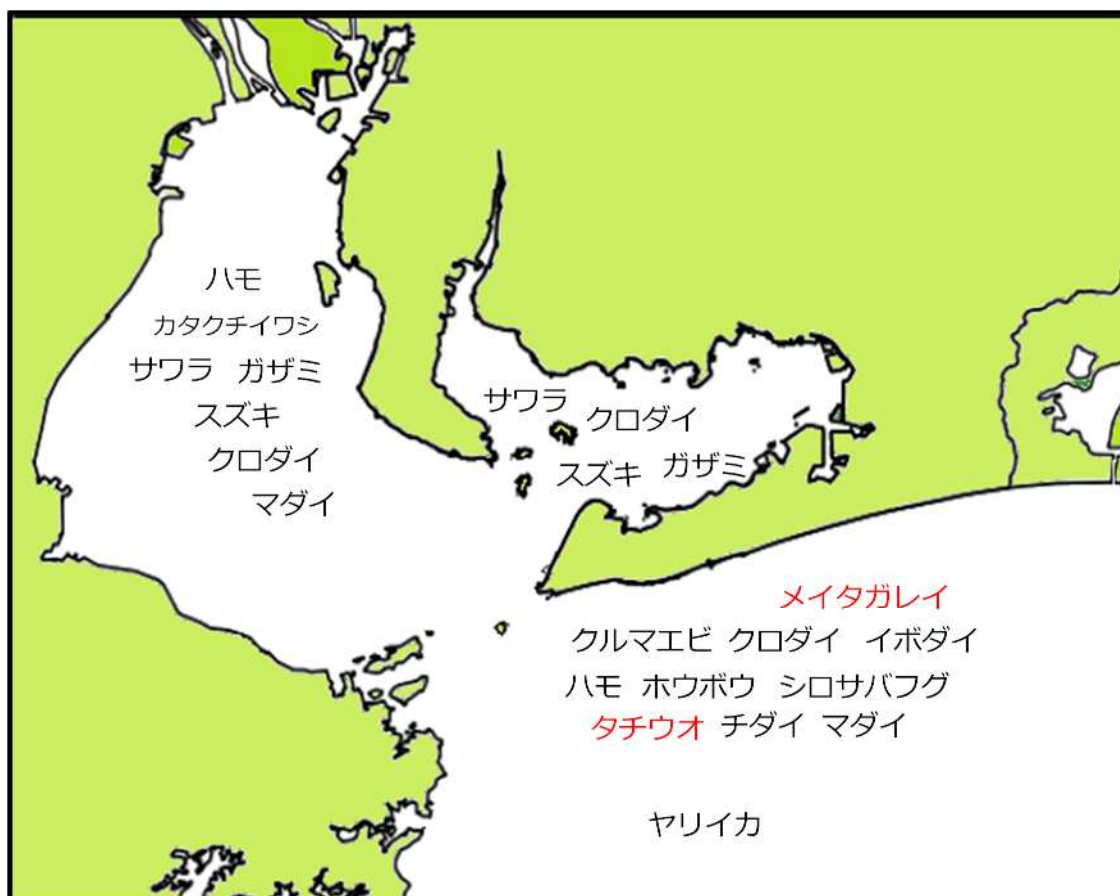 ハモ
カタクチイワシ
サワラ ガザミ
スズキ
クロダイ
マダイ
サワラ
クロダイ
スズキ ガザミ
メイタガレイ
クルマエビ クロダイ イボダイ
ハモ ホウボウ シロサバフグ
タチウオ チダイ マダイ
ヤリイカ